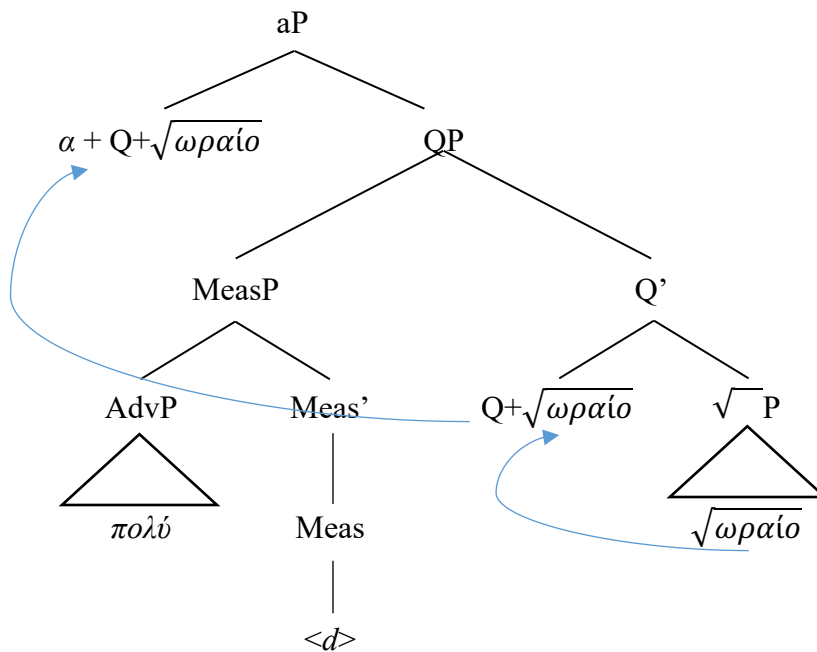 aP
α + Q+√ωραίο QP
MeasP Q’
AdvP Meas’ Q+√ωραίο √ P
πολύ Meas √ωραίο
<d>